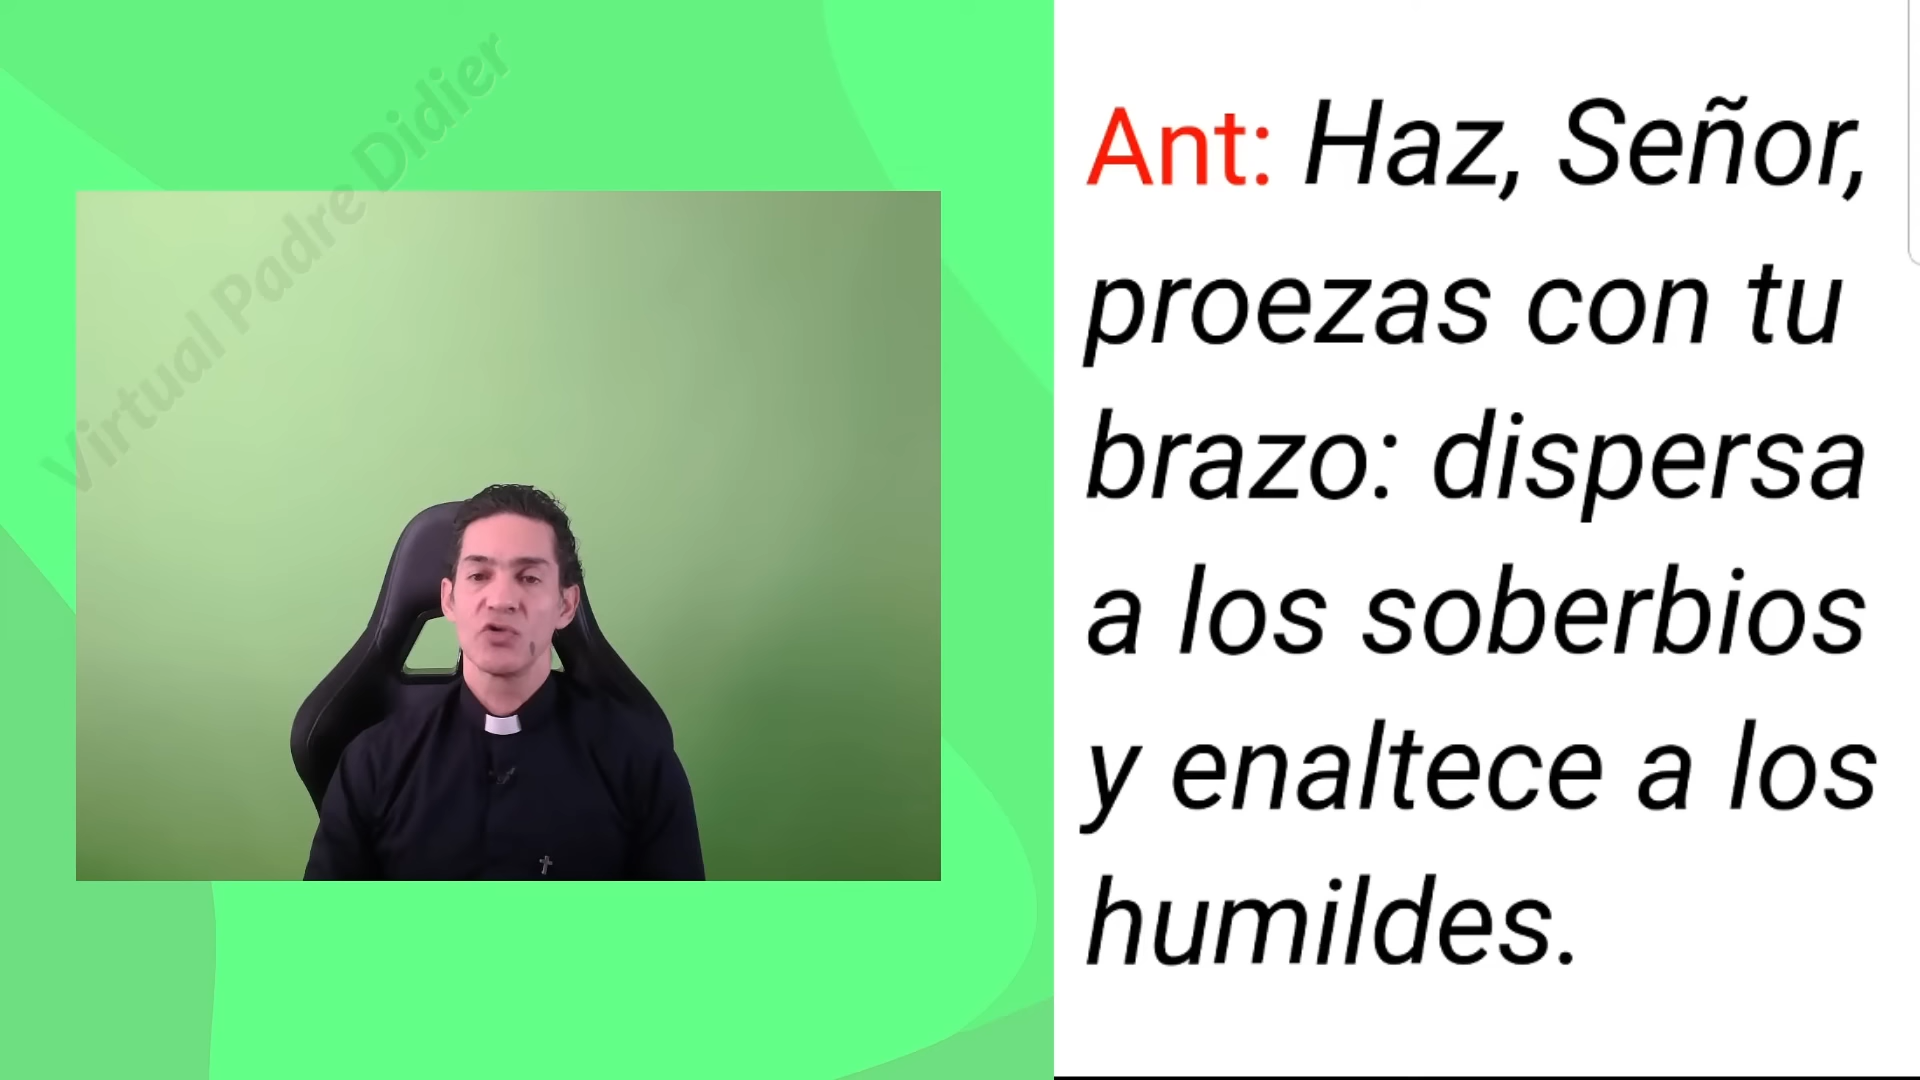 Virtual Padre Didier
Ant: Haz, Señor,
proezas con tu
brazo: dispersa
a los soberbios
y enaltece a los
humildes.